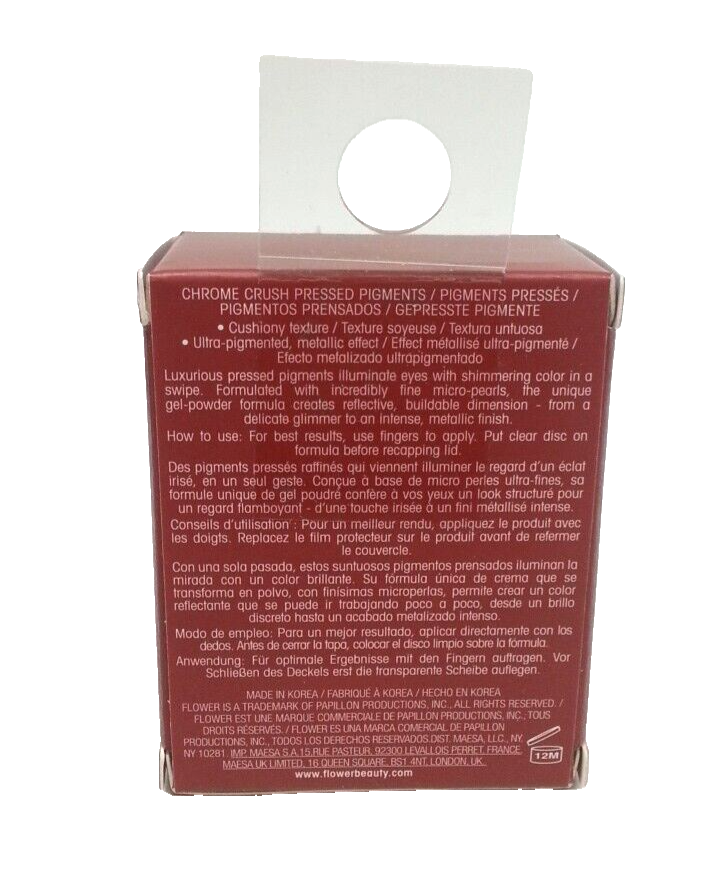 CHROME CRUSH PRESSED PIGMENTS / PIGMENTS PRESSÉS /
PIGMENTOS PRENSADOS / GEPRESSTE PIGMENTE
• Cushiony texture / Texture soyeuse / Textura untuosa
• Ultra-pigmented, metallic effect / Effect métallisé ultra-pigmenté /
Efecto metalizado ultrapigmentado
Luxurious pressed pigments illuminate eyes with shimmering color in a
swipe. Formulated with incredibly fine micro-pearls, the unique
gel-powder formula creates reflective, buildable dimension - from a
delicate glimmer to an intense, metallic finish.
How to use: For best results, use fingers to apply. Put clear disc on
formula before recapping lid.
Des pigments pressés raffinés qui viennent illuminer le regard d'un éclat
irisé, en un seul geste. Conçue à base de micro perles ultra-fines, sa
formule unique de gel poudré confère à vos yeux un look structuré pour
un regard flamboyant - d'une touche irisée à un fini métallisé intense.
Conseils d'utilisation : Pour un meilleur rendu, appliquez le produit avec
les doigts. Replacez le film protecteur sur le produit avant de refermer
le couvercle.
Con una sola pasada, estos suntuosos pigmentos prensados iluminan la
mirada con un color brillante. Su fórmula única de crema que se
transforma en polvo, con finísimas microperlas, permite crear un color
reflectante que se puede ir trabajando poco a poco, desde un brillo
discreto hasta un acabado metalizado intenso.
Modo de empleo: Para un mejor resultado, aplicar directamente con los
dedos. Antes de cerrar la tapa, colocar el disco limpio sobre la fórmula.
Anwendung: Für optimale Ergebnisse mit den Fingern auftragen. Vor
Schließen des Deckels erst die transparente Scheibe auflegen.
MADE IN KOREA / FABRIQUÉ À KOREA / HECHO EN KOREA
FLOWER IS A TRADEMARK OF PAPILLON PRODUCTIONS, INC., ALL RIGHTS RESERVED. /
FLOWER EST UNE MARQUE COMMERCIALE DE PAPILLON PRODUCTIONS, INC., TOUS
DROITS RÉSERVÉS. / FLOWER ES UNA MARCA COMERCIAL DE PAPILLON
PRODUCTIONS, INC., TODOS LOS DERECHOS RESERVADOS.DIST. MAESA, LLC., NY,
NY 10281. IMP. MAESA S.A.15,RUE PASTEUR, 92300 LEVALLOIS PERRET, FRANCE.
MAESA UK LIMITED, 16 QUEEN SQUARE, BS1 4NT, LONDON, UK.
www.flowerbeauty.com
12M